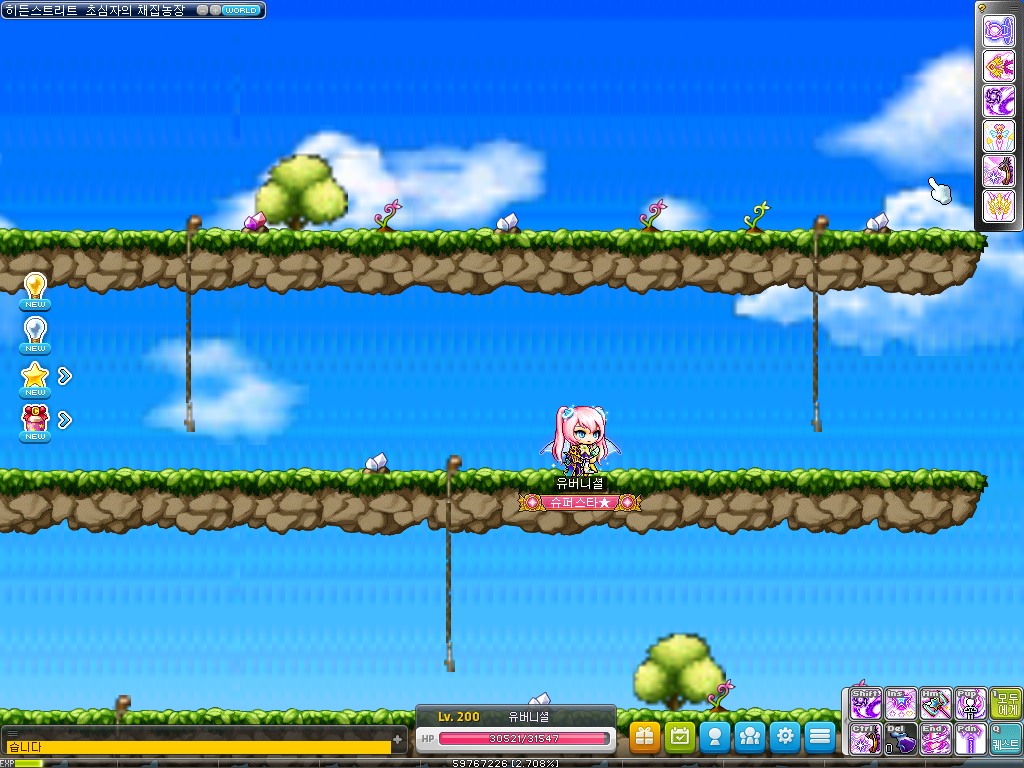 히든스트리트 초심자의 채집농장 WORLD
NEW
NEW
NEW
NEW
유버니셜
슈퍼스타★
Shift Ins Hm Pup 1 모두에게
Ctrl Del End Pdn Q 퀘스트
0
Lv. 200 유버니셜
HP 30521/31547
습니다
EXP 59767226 [2.708%]